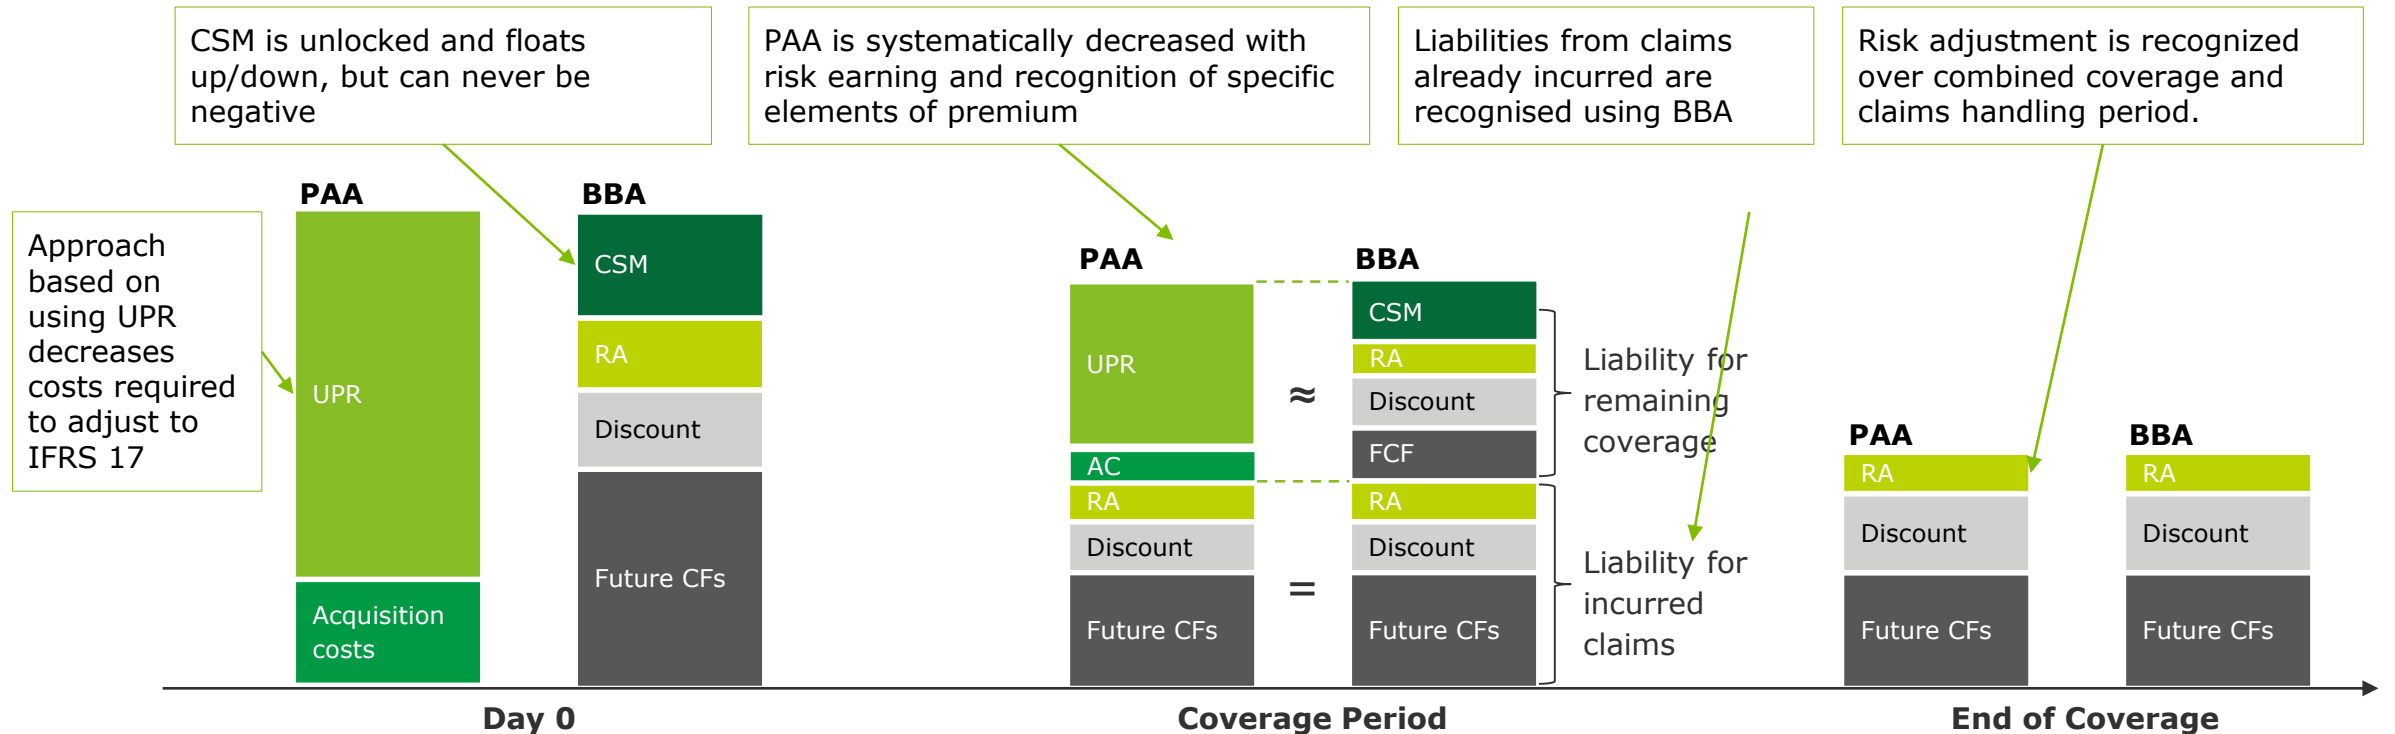 CSM is unlocked and floats
up/down, but can never be
negative
PAA is systematically decreased with
risk earning and recognition of specific
elements of premium
Liabilities from claims
already incurred are
recognised using BBA
Risk adjustment is recognized
over combined coverage and
claims handling period.
Approach
based on
using UPR
decreases
costs required
to adjust to
IFRS 17
PAA
UPR
Acquisition
costs
BBA
CSM
RA
Discount
Future CFs
Day 0
PAA
UPR
AC
RA
Discount
Future CFs
≈
=
BBA
CSM
RA
Discount
FCF
RA
Discount
Future CFs
Liability for
remaining
coverage
Liability for
incurred
claims
Coverage Period
PAA
RA
Discount
Future CFs
BBA
RA
Discount
Future CFs
End of Coverage